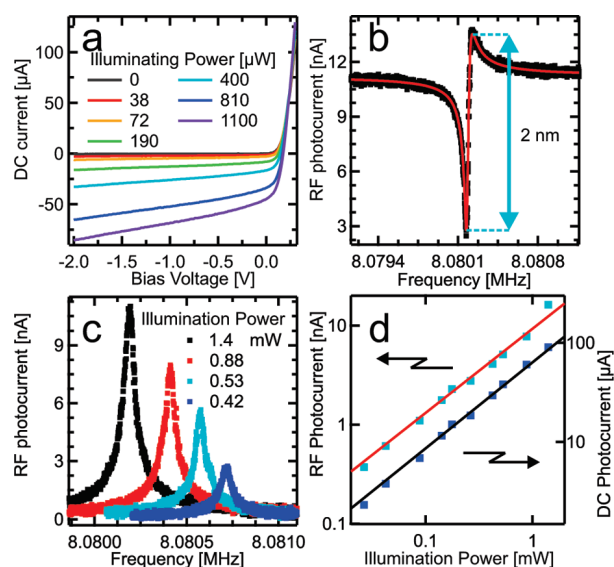 a
Illuminating Power [µW]
0
38
72
190
400
810
1100
100
50
0
-50
DC current [µA]
-2.0 -1.5 -1.0 -0.5 0.0
Bias Voltage [V]
b
12
9
6
3
RF photocurrent [nA]
2 nm
8.0794 8.0801 8.0808
Frequency [MHz]
c
Illumination Power
1.4 mW
0.88
0.53
0.42
12
9
6
3
0
RF photocurrent [nA]
8.0800 8.0805 8.0810
Frequency [MHz]
d
10
1
0.1
RF Photocurrent [nA]
100
10
DC Photocurrent [µA]
0.1 1
Illumination Power [mW]